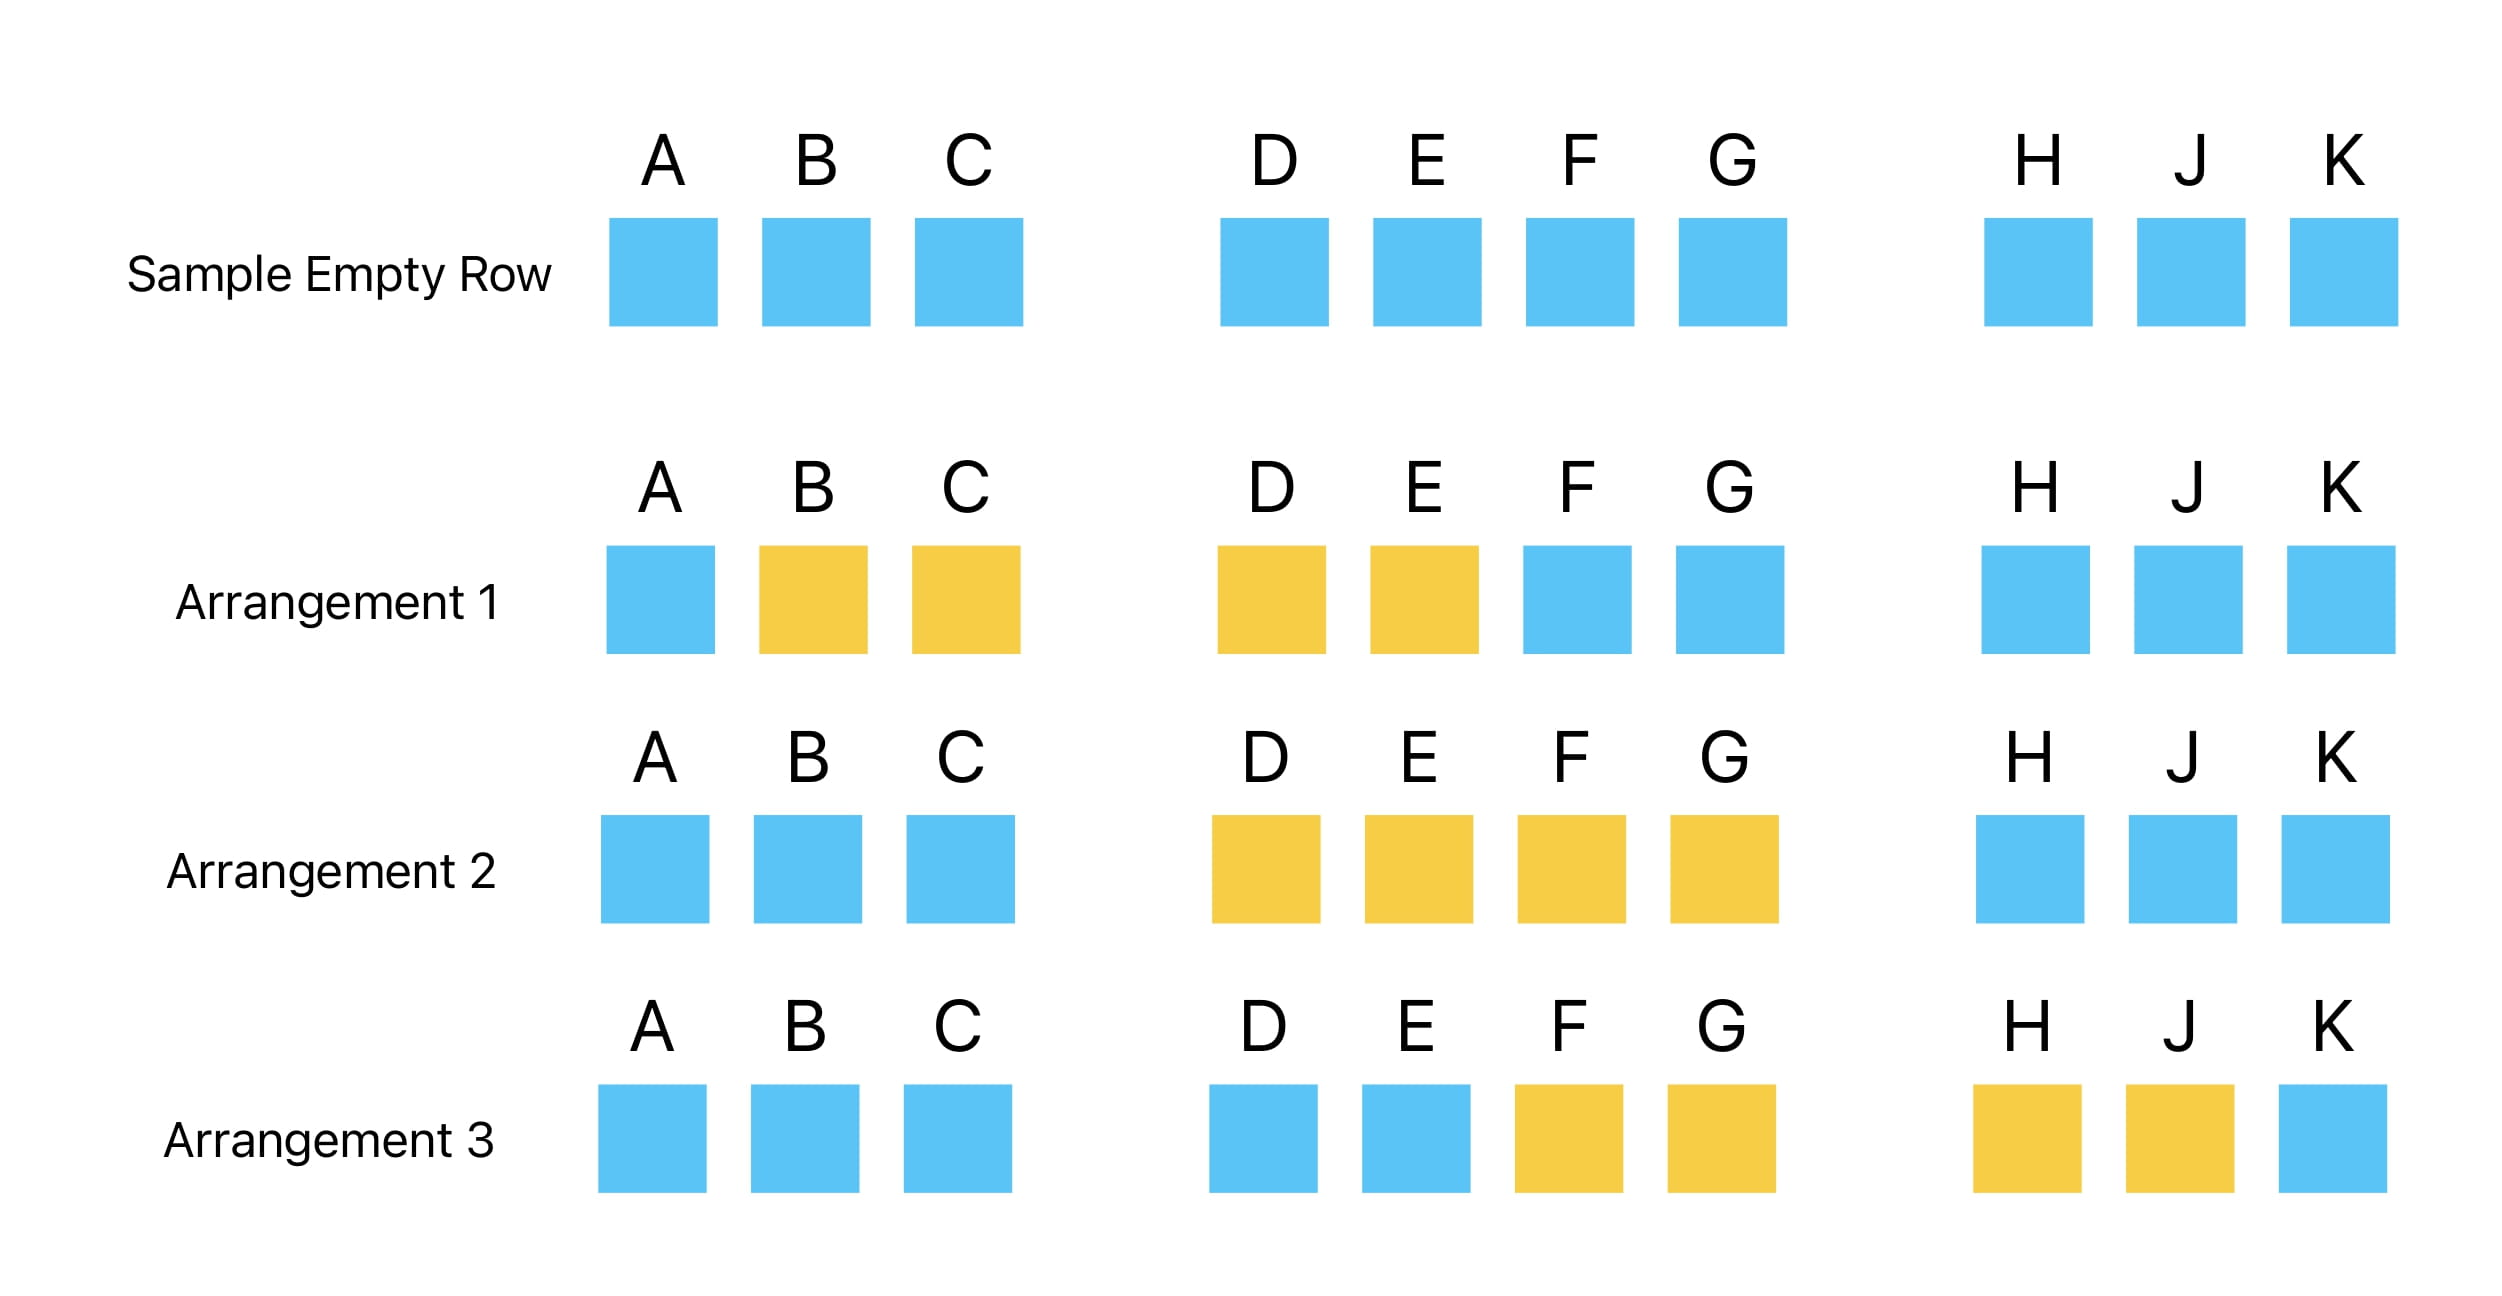 A B C D E F G H J K
Sample Empty Row
A B C D E F G H J K
Arrangement 1
A B C D E F G H J K
Arrangement 2
A B C D E F G H J K
Arrangement 3